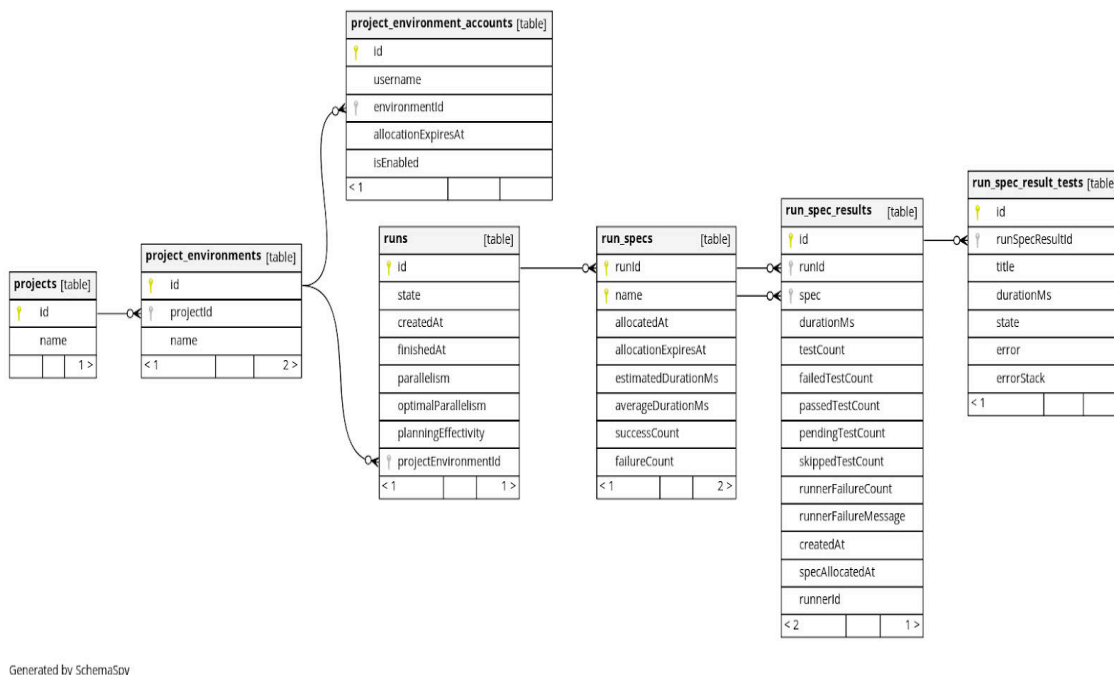 project_environment_accounts [table]
id
username
environmentId
allocationExpiresAt
isEnabled
< 1
projects [table]
id
name
1 >
project_environments [table]
id
projectId
name
< 1 2 >
runs [table]
id
state
createdAt
finishedAt
parallelism
optimalParallelism
planningEffectivity
projectEnvironmentId
< 1 1 >
run_specs [table]
runId
name
allocatedAt
allocationExpiresAt
estimatedDurationMs
averageDurationMs
successCount
failureCount
< 1 2 >
run_spec_results [table]
id
runId
spec
durationMs
testCount
failedTestCount
passedTestCount
pendingTestCount
skippedTestCount
runnerFailureCount
runnerFailureMessage
createdAt
specAllocatedAt
runnerId
< 2 1 >
run_spec_result_tests [table
id
runSpecResultId
title
durationMs
state
error
errorStack
< 1
Generated by SchemaSpy